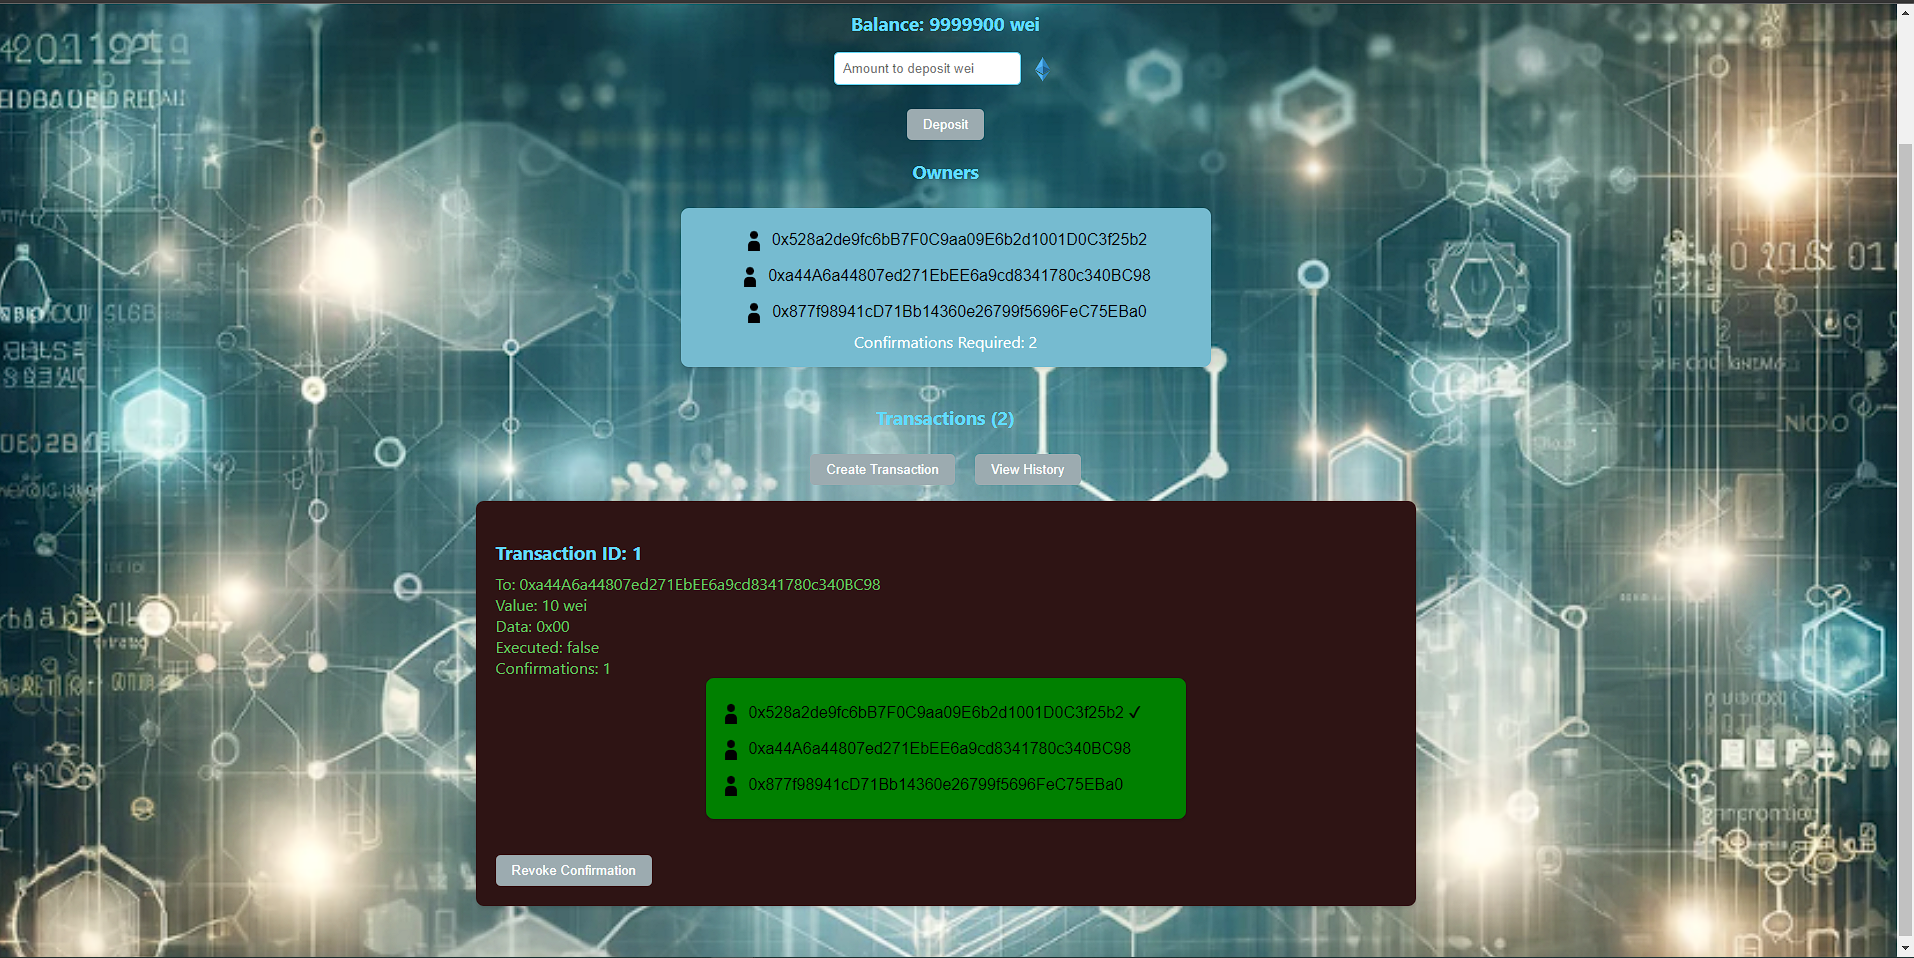 Balance: 9999900 wei
Amount to deposit wei
Deposit
Owners
0x528a2de9fc6bB7F0C9aa09E6b2d1001D0C3f25b2
0xa44A6a44807ed271EbEE6a9cd8341780c340BC98
0x877f98941cD71Bb14360e26799f5696FeC75EBa0
Confirmations Required: 2
Transactions (2)
Create Transaction View History
Transaction ID: 1
To: 0xa44A6a44807ed271EbEE6a9cd8341780c340BC98
Value: 10 wei
Data: 0x00
Executed: false
Confirmations: 1
0x528a2de9fc6bB7F0C9aa09E6b2d1001D0C3f25b2 ✓
0xa44A6a44807ed271EbEE6a9cd8341780c340BC98
0x877f98941cD71Bb14360e26799f5696FeC75EBa0
Revoke Confirmation